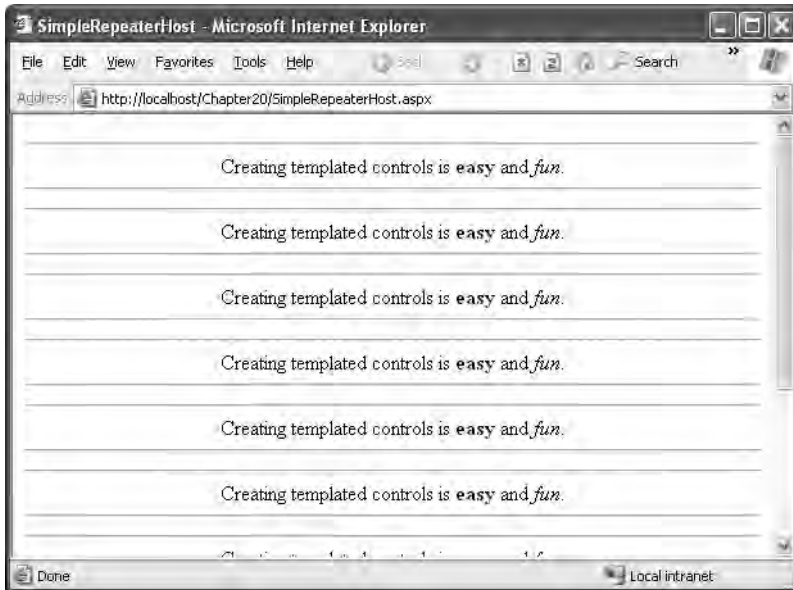 SimpleRepeaterHost - Microsoft Internet Explorer
File Edit View Favorites Tools Help Search »
Address http://localhost/Chapter20/SimpleRepeaterHost.aspx
Creating templated controls is easy and fun.
Creating templated controls is easy and fun.
Creating templated controls is easy and fun.
Creating templated controls is easy and fun.
Creating templated controls is easy and fun.
Creating templated controls is easy and fun.
Done Local intranet